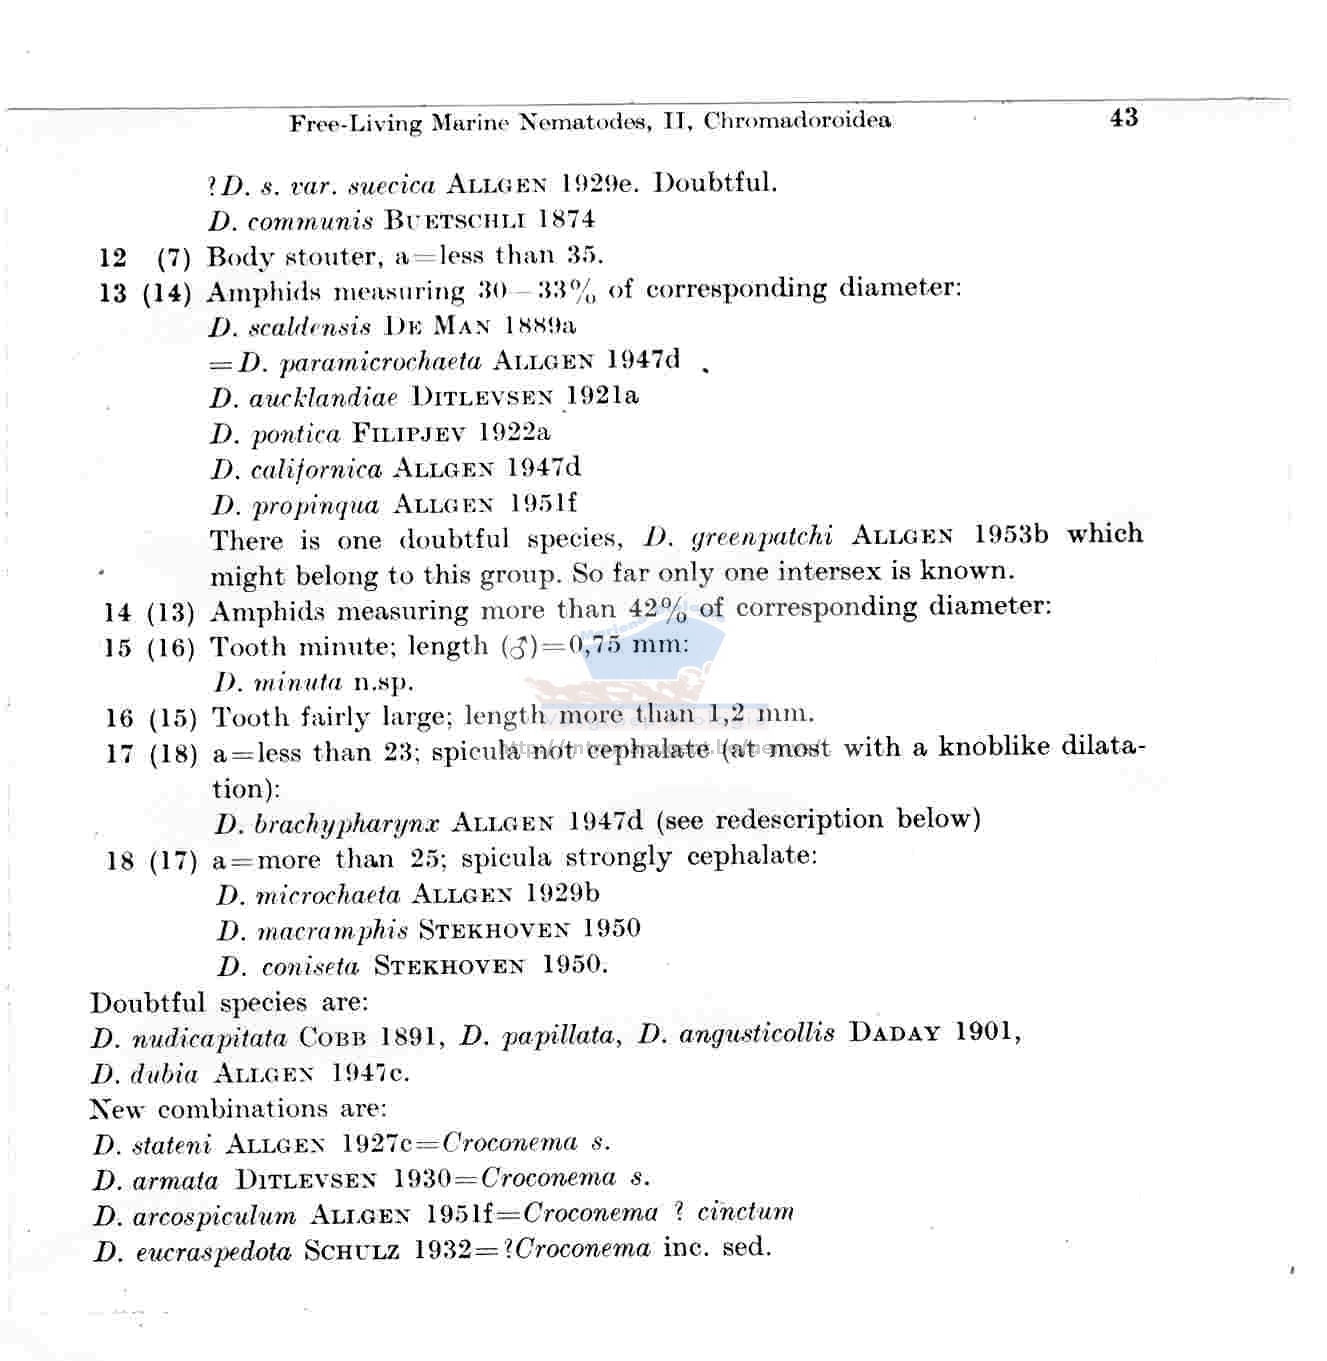 Free-Living Marine Nematodes, II, Chromadoroidea 43
?D. s. var. suecica ALLGEN 1929e. Doubtful.
D. communis BUETSCHLI 1874
12 (7) Body stouter, a=less than 35.
13 (14) Amphids measuring 30–33% of corresponding diameter:
D. scaldensis DE MAN 1889a
=D. paramicrochaeta ALLGEN 1947d
D. aucklandiae DITLEVSEN 1921a
D. pontica FILIPJEV 1922a
D. californica ALLGEN 1947d
D. propinqua ALLGEN 1951f
There is one doubtful species, D. greenpatchi ALLGEN 1953b which
might belong to this group. So far only one intersex is known.
14 (13) Amphids measuring more than 42% of corresponding diameter:
15 (16) Tooth minute; length (♂)=0,75 mm:
D. minuta n.sp.
16 (15) Tooth fairly large; length more than 1,2 mm.
17 (18) a=less than 23; spicula not cephalate (at most with a knoblike dilata-
tion):
D. brachypharynx ALLGEN 1947d (see redescription below)
18 (17) a=more than 25; spicula strongly cephalate:
D. microchaeta ALLGEN 1929b
D. macramphis STEKHOVEN 1950
D. coniseta STEKHOVEN 1950.
Doubtful species are:
D. nudicapitata COBB 1891, D. papillata, D. angusticollis DADAY 1901,
D. dubia ALLGEN 1947c.
New combinations are:
D. stateni ALLGEN 1927c=Croconema s.
D. armata DITLEVSEN 1930=Croconema s.
D. arcospiculum ALLGEN 1951f=Croconema ? cinctum
D. eucraspedota SCHULZ 1932=?Croconema inc. sed.